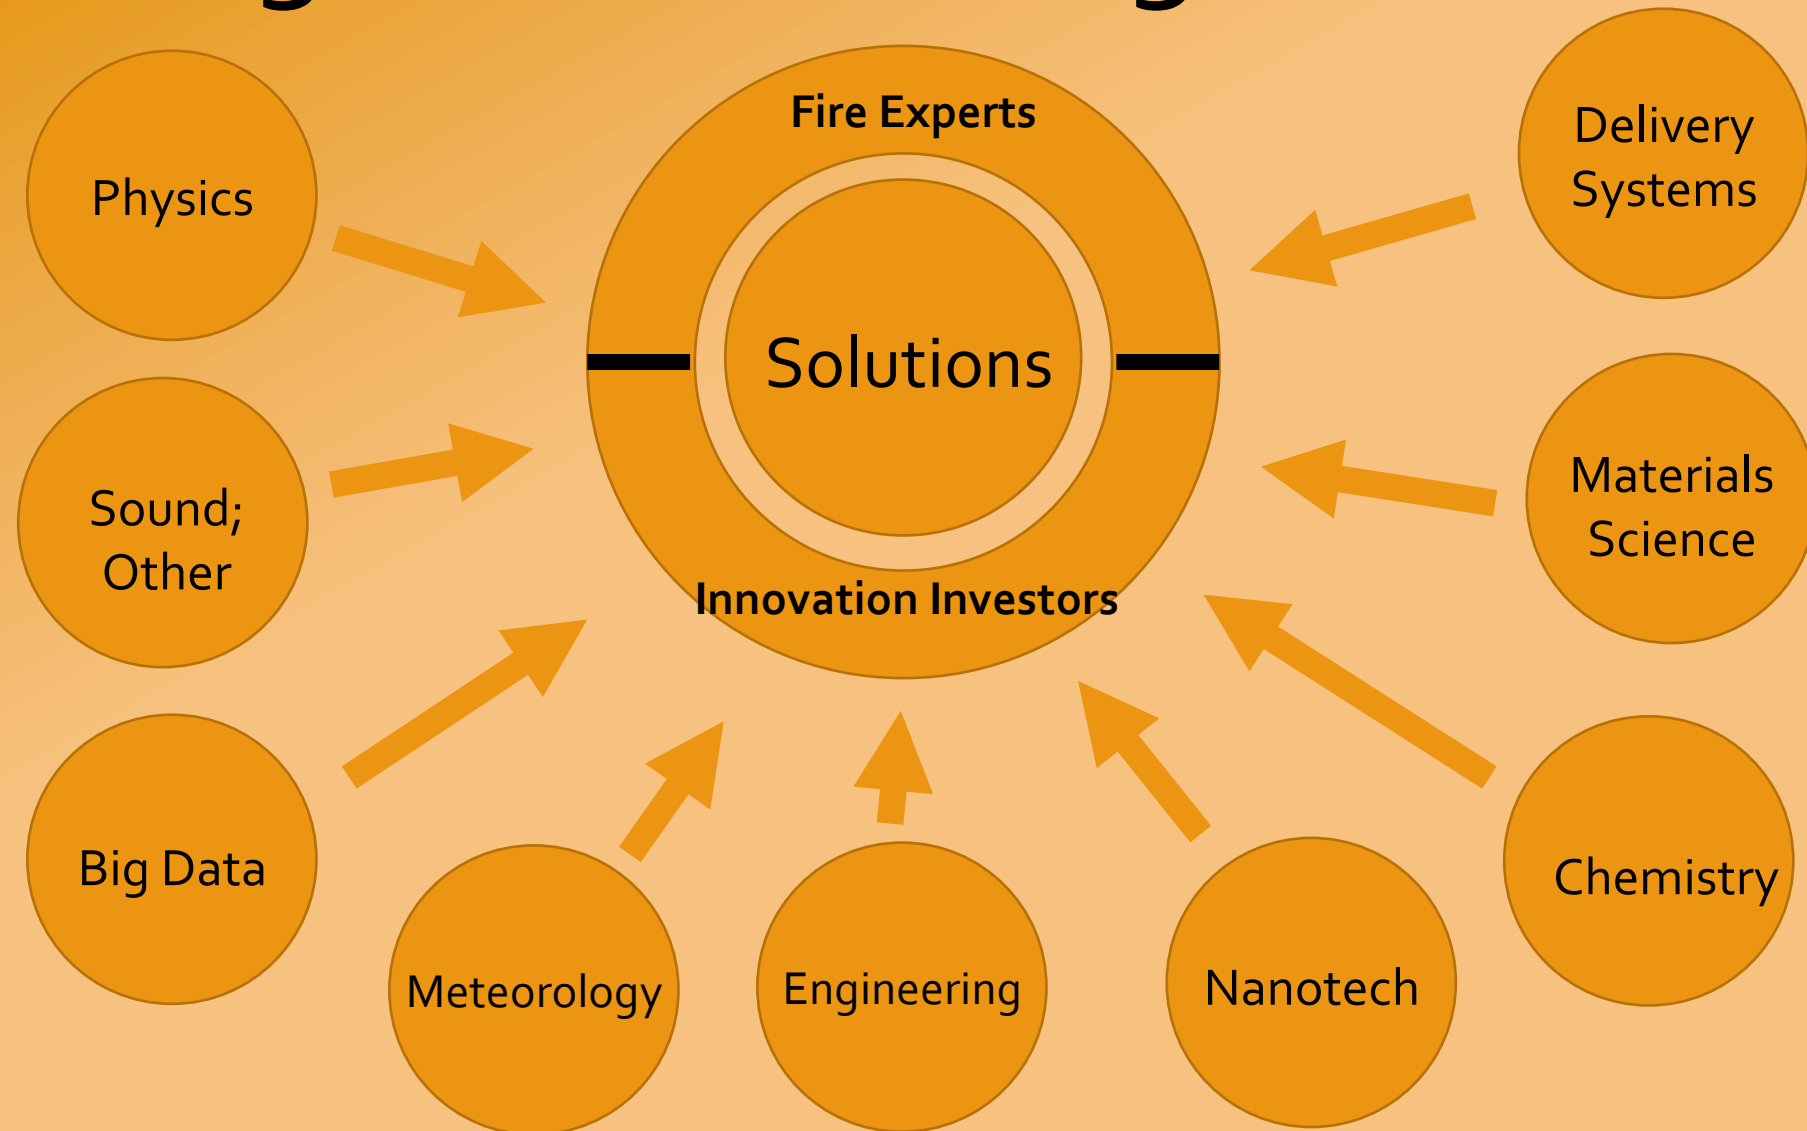 Fire Experts
Delivery
Systems
Physics
Solutions
Materials
Science
Sound;
Other
Innovation Investors
Big Data
Chemistry
Meteorology
Engineering
Nanotech